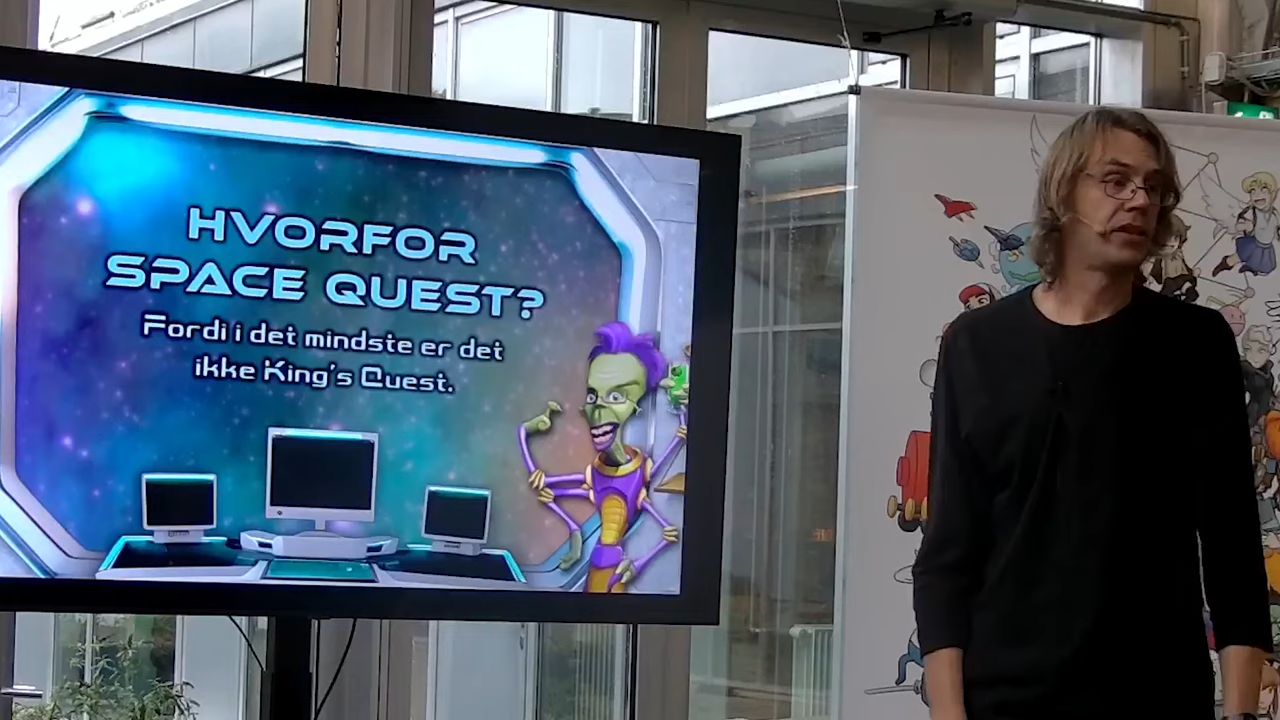 HVORFOR
SPACE QUEST?
Fordi i det mindste er det
ikke King's Quest.